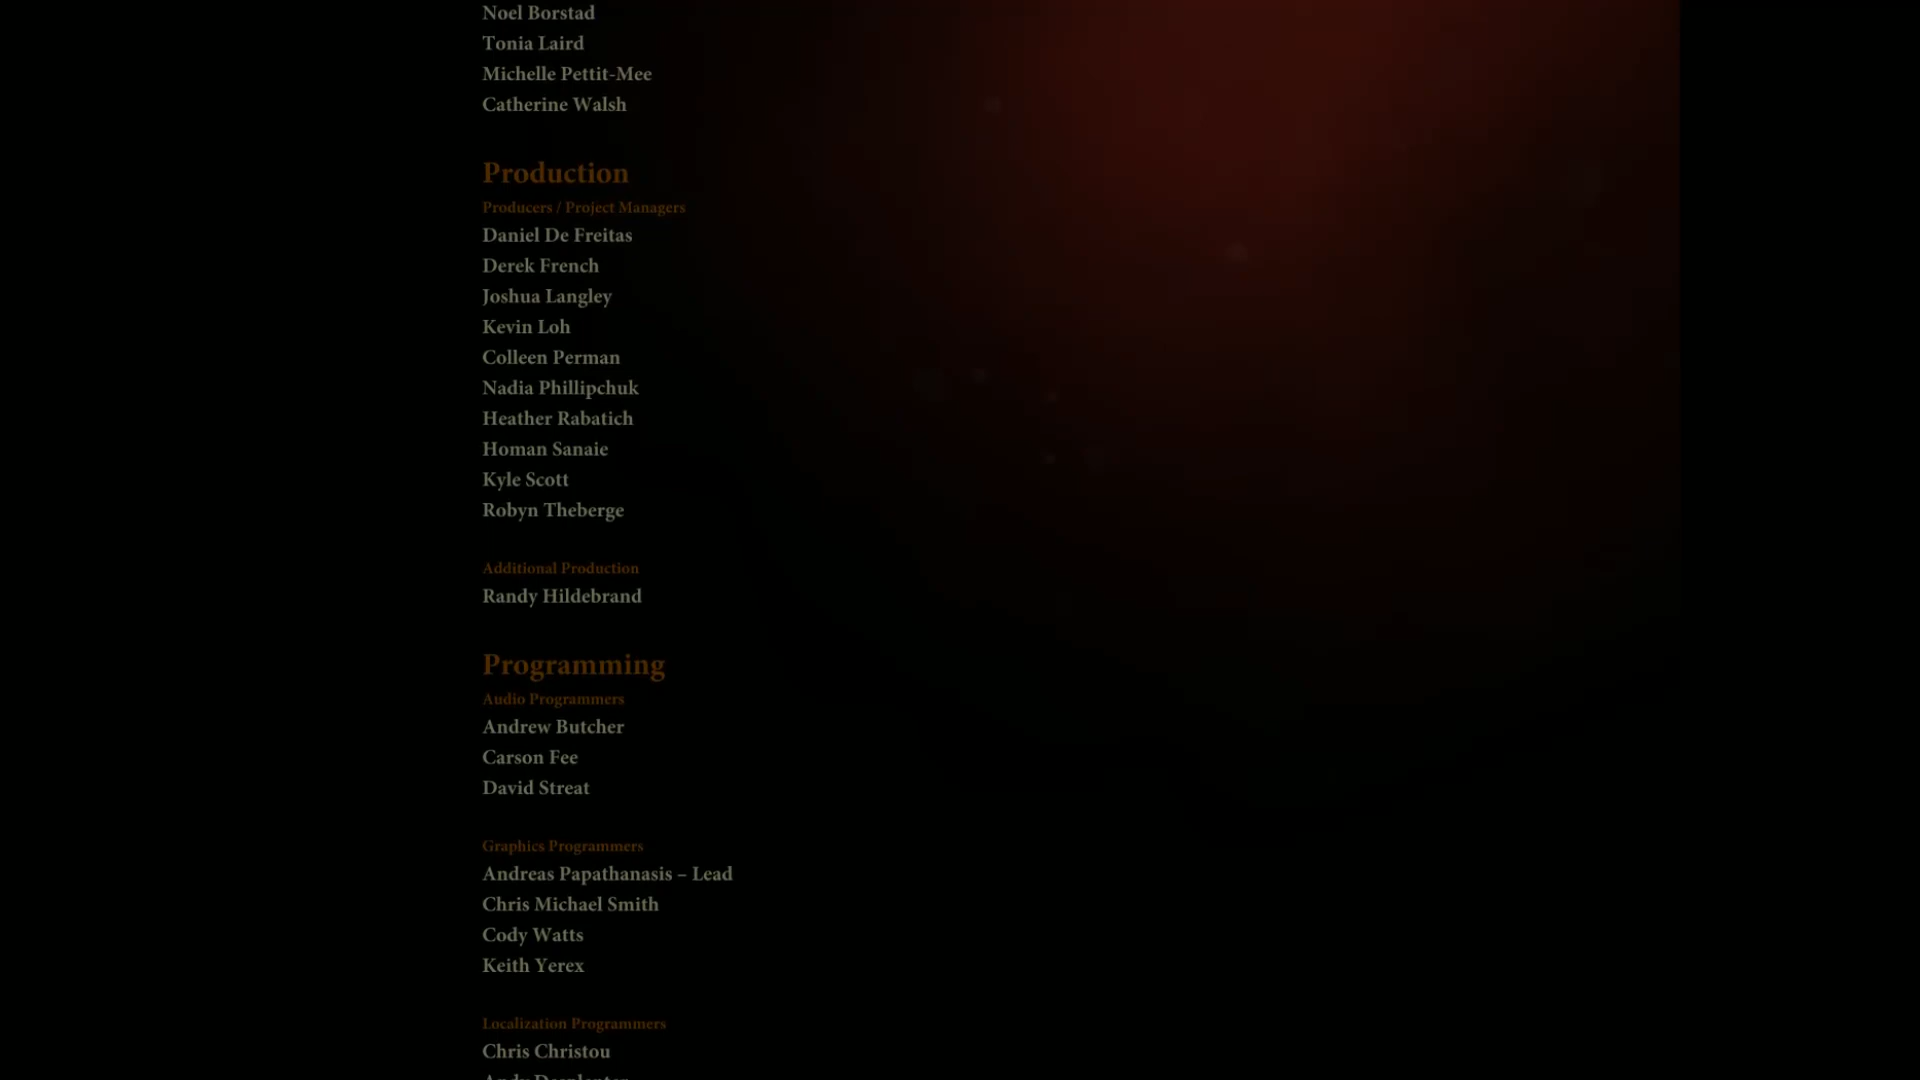 Noel Borstad
Tonia Laird
Michelle Pettit-Mee
Catherine Walsh
Production
Producers / Project Managers
Daniel De Freitas
Derek French
Joshua Langley
Kevin Loh
Colleen Perman
Nadia Phillipchuk
Heather Rabatich
Homan Sanaie
Kyle Scott
Robyn Theberge
Additional Production
Randy Hildebrand
Programming
Audio Programmers
Andrew Butcher
Carson Fee
David Streat
Graphics Programmers
Andreas Papathanasis – Lead
Chris Michael Smith
Cody Watts
Keith Yerex
Localization Programmers
Chris Christou